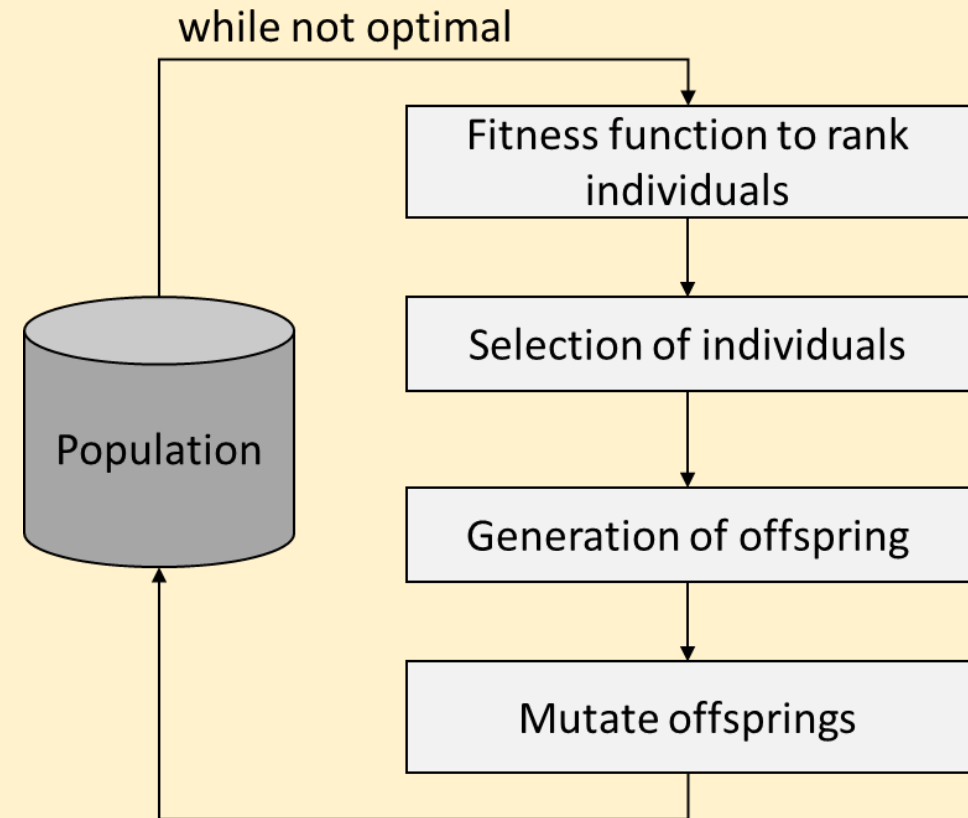 while not optimal
Fitness function to rank
individuals
Selection of individuals
Population
Generation of offspring
Mutate offsprings